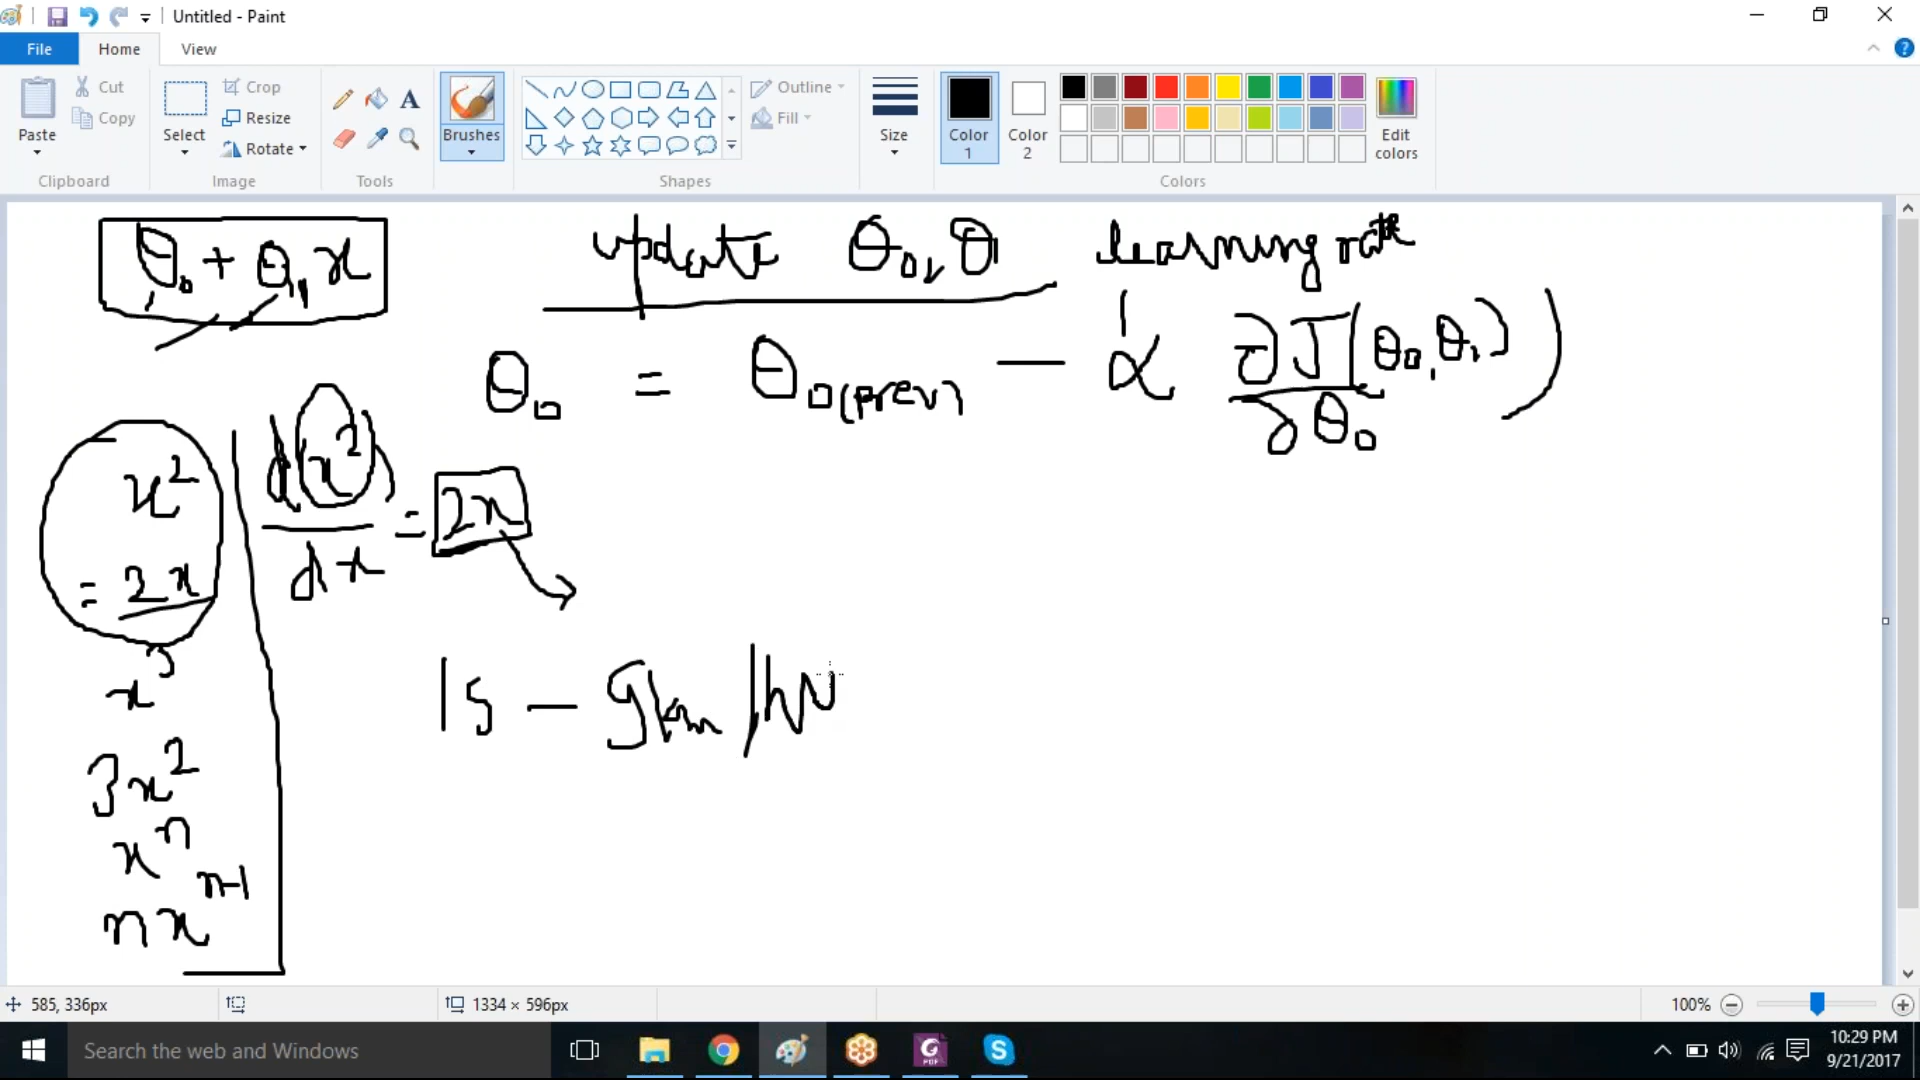 Untitled - Paint
File Home View
Paste
Cut
Copy
Clipboard
Select
Crop
Resize
Rotate
Image
Tools
Brushes
Shapes
Outline
Fill
Size
Color 1
Color 2
Edit colors
Colors
θ₀ + θ₁x
update θ₀, θ₁ learning rate
θ₀ = θ₀(prev) - α ∂J(θ₀, θ₁) )
∂θ₀
x²
= 2x
d(x²)
dx
= 2x
x³
3x²
xⁿ
nxⁿ⁻¹
1s - 9km/hr
585, 336px
1334 × 596px
100%
Search the web and Windows
10:29 PM
9/21/2017